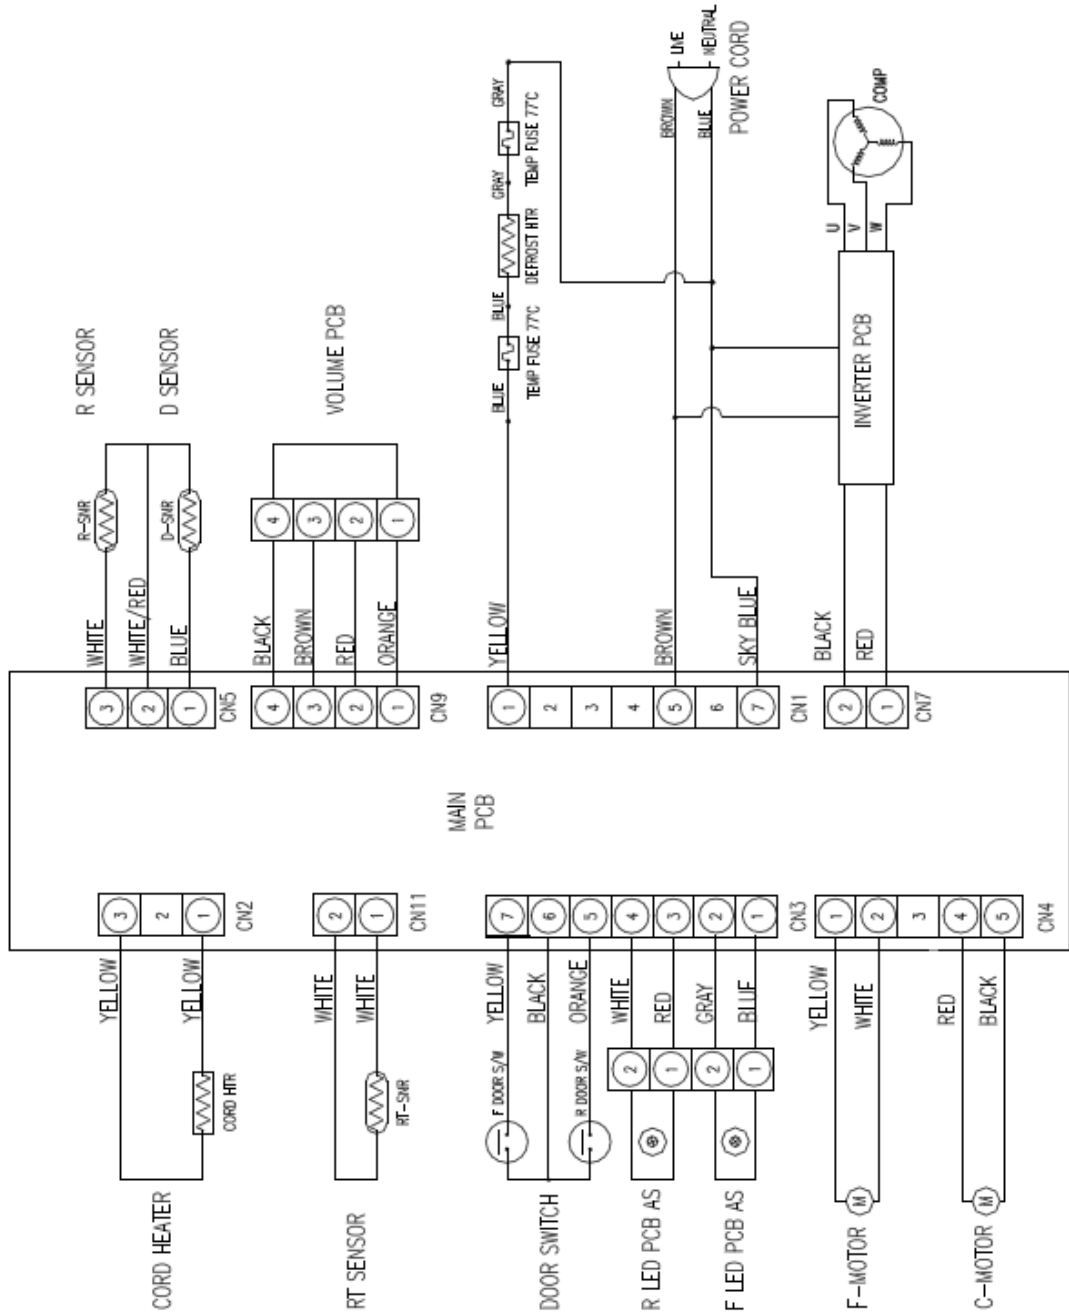 CORD HEATER
CORD HTR
YELLOW
YELLOW
3
2
1
CN2
RT SENSOR
RT-SNR
WHITE
WHITE
2
1
CN11
DOOR SWITCH
F DOOR S/W
R DOOR S/W
YELLOW
BLACK
ORANGE
7
6
5
R LED PCB AS
2
1
WHITE
RED
4
3
F LED PCB AS
2
1
GRAY
BLUE
2
1
CN3
F-MOTOR
M
YELLOW
WHITE
1
2
3
C-MOTOR
M
RED
BLACK
4
5
CN4
MAIN
PCB
3
2
1
CN5
WHITE
WHITE/RED
BLUE
R-SNR
D-SNR
R SENSOR
D SENSOR
4
3
2
1
CN9
BLACK
BROWN
RED
ORANGE
4
3
2
1
VOLUME PCB
1
2
3
4
5
6
7
CN1
YELLOW
BROWN
SKY BLUE
BLUE
TEMP FUSE 77°C
BLUE
DEFROST HTR
GRAY
TEMP FUSE 77°C
GRAY
BROWN
BLUE
LIVE
NEUTRAL
POWER CORD
2
1
CN7
BLACK
RED
INVERTER PCB
U
V
W
COMP